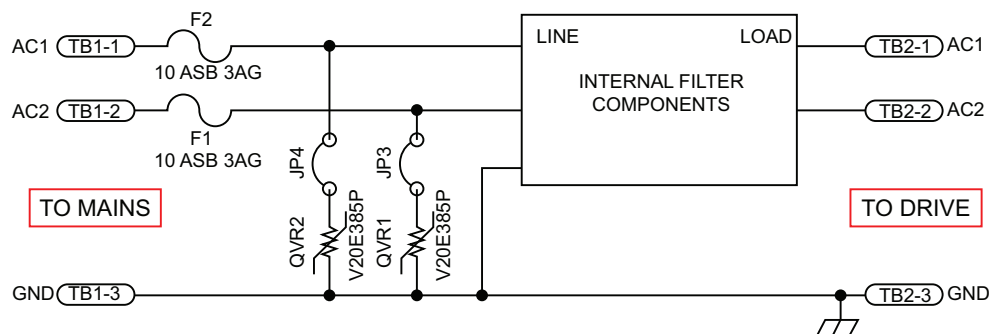 F2
AC1 TB1-1
10 ASB 3AG
LINE
LOAD
TB2-1 AC1
INTERNAL FILTER
COMPONENTS
AC2 TB1-2
F1
10 ASB 3AG
TB2-2 AC2
JP4
JP3
TO MAINS
TO DRIVE
QVR2
V20E385P
QVR1
V20E385P
GND TB1-3
TB2-3 GND